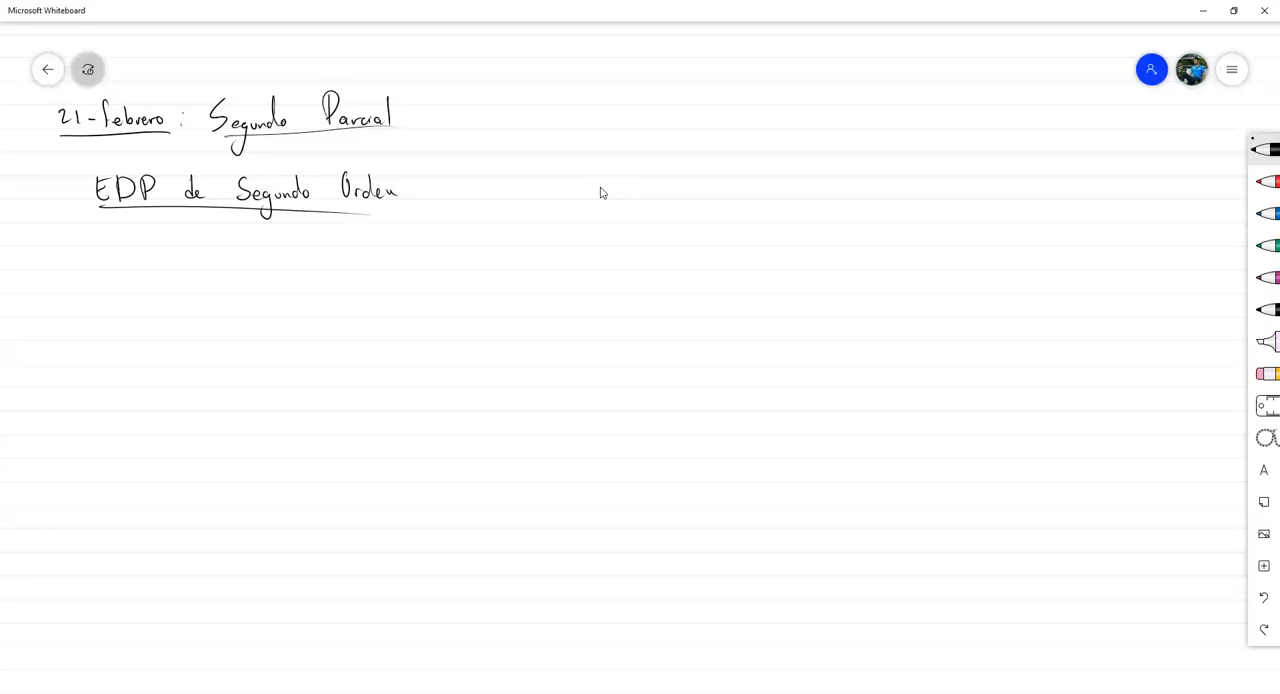 Microsoft Whiteboard
21-febrero : Segundo Parcial
EDP de Segundo Orden
A